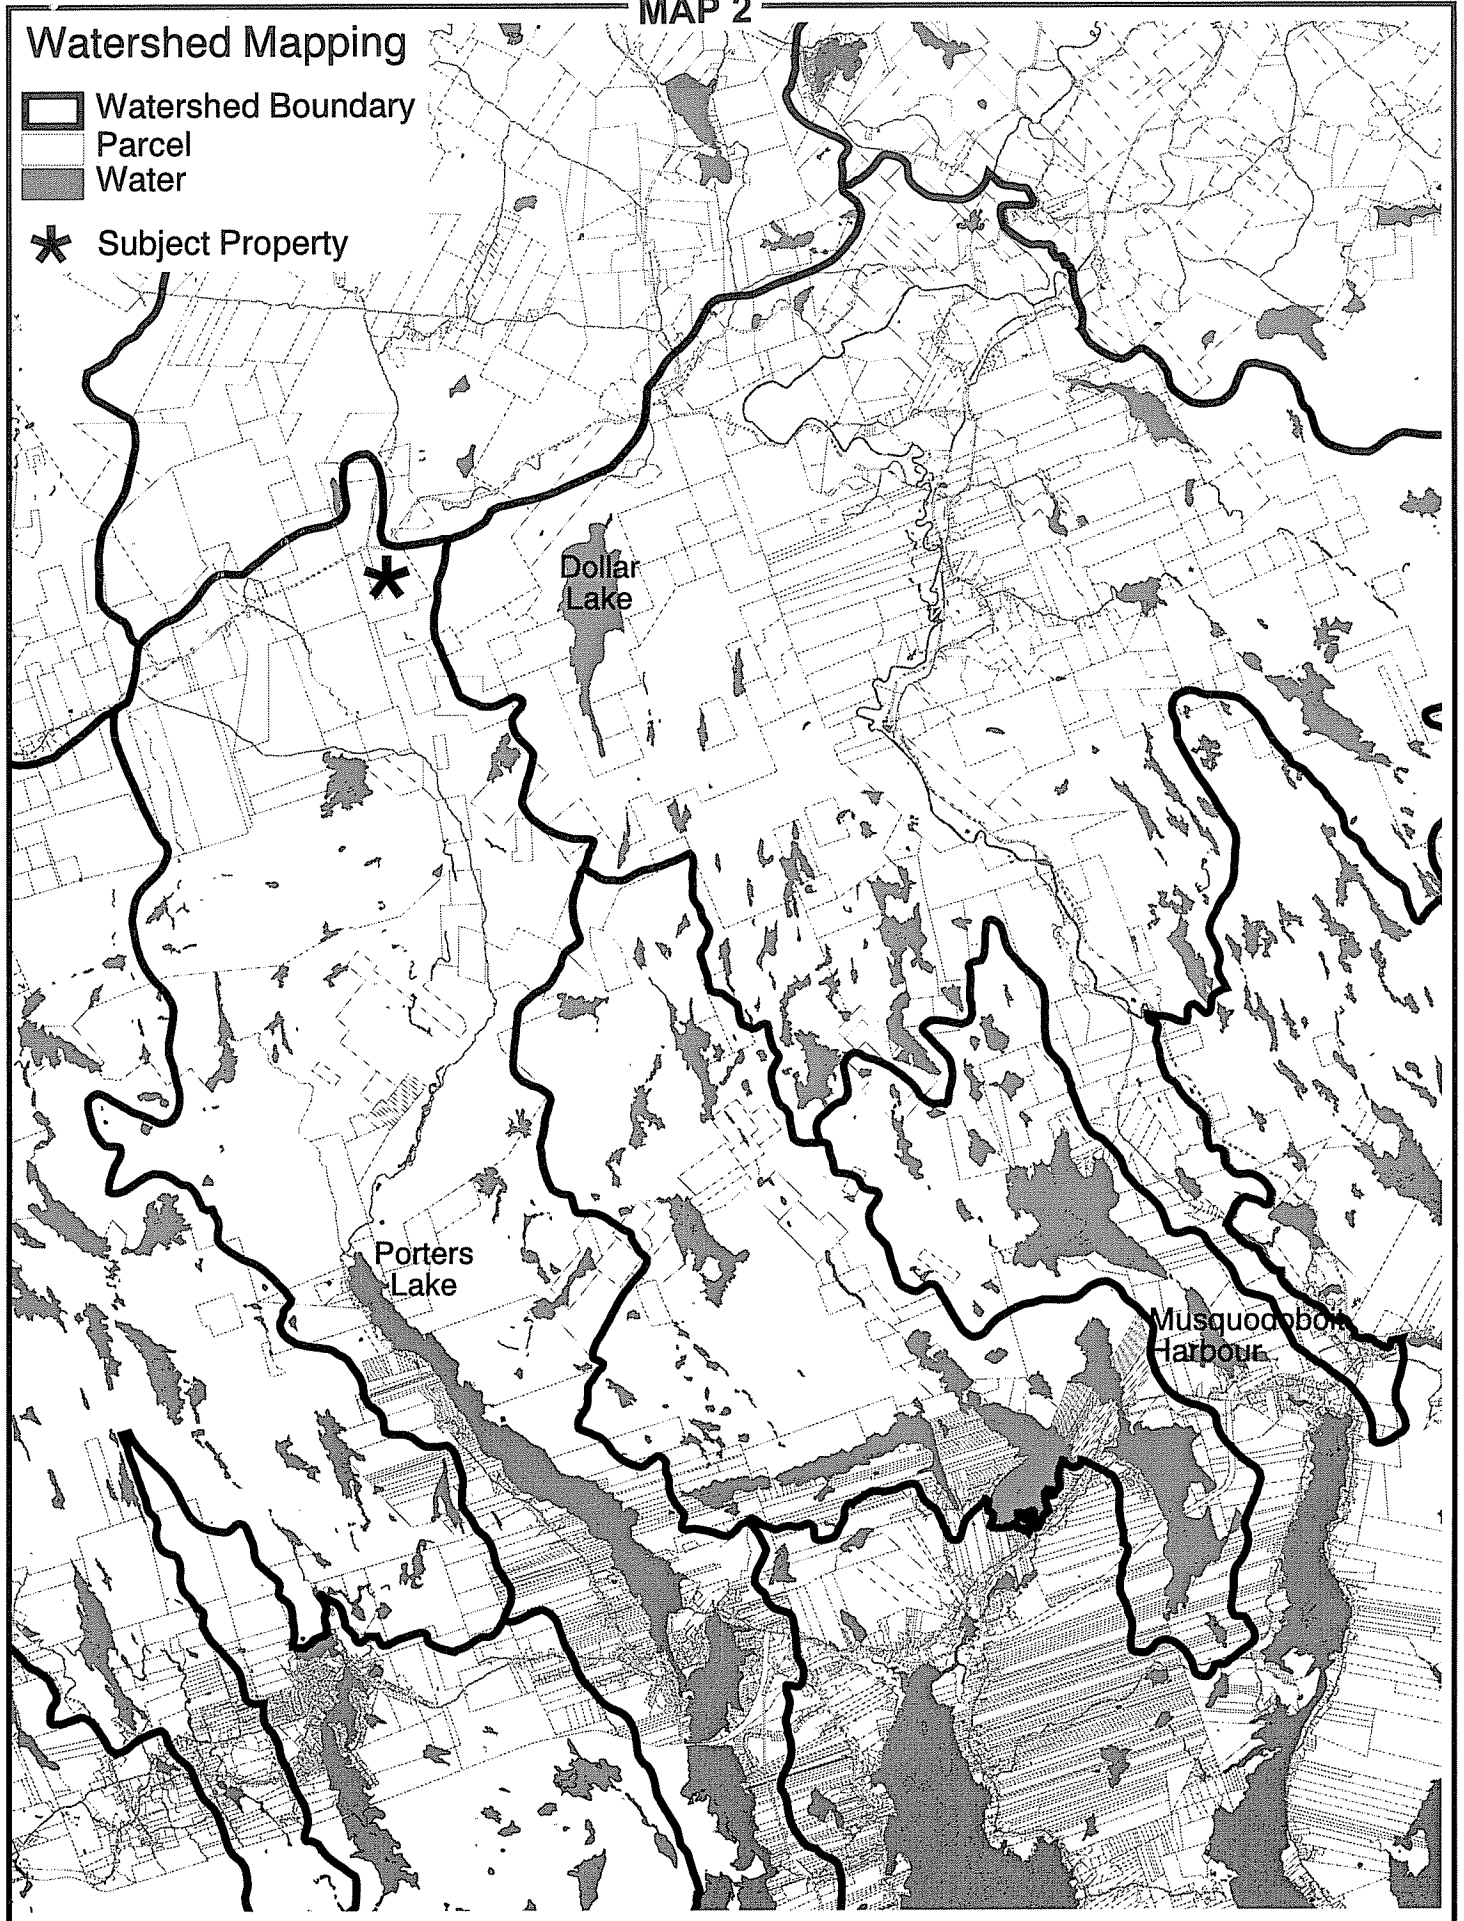 MAP 2
Watershed Mapping
Watershed Boundary
Parcel
Water
Subject Property
Dollar
Lake
Porters
Lake
Musquodoboit
Harbour